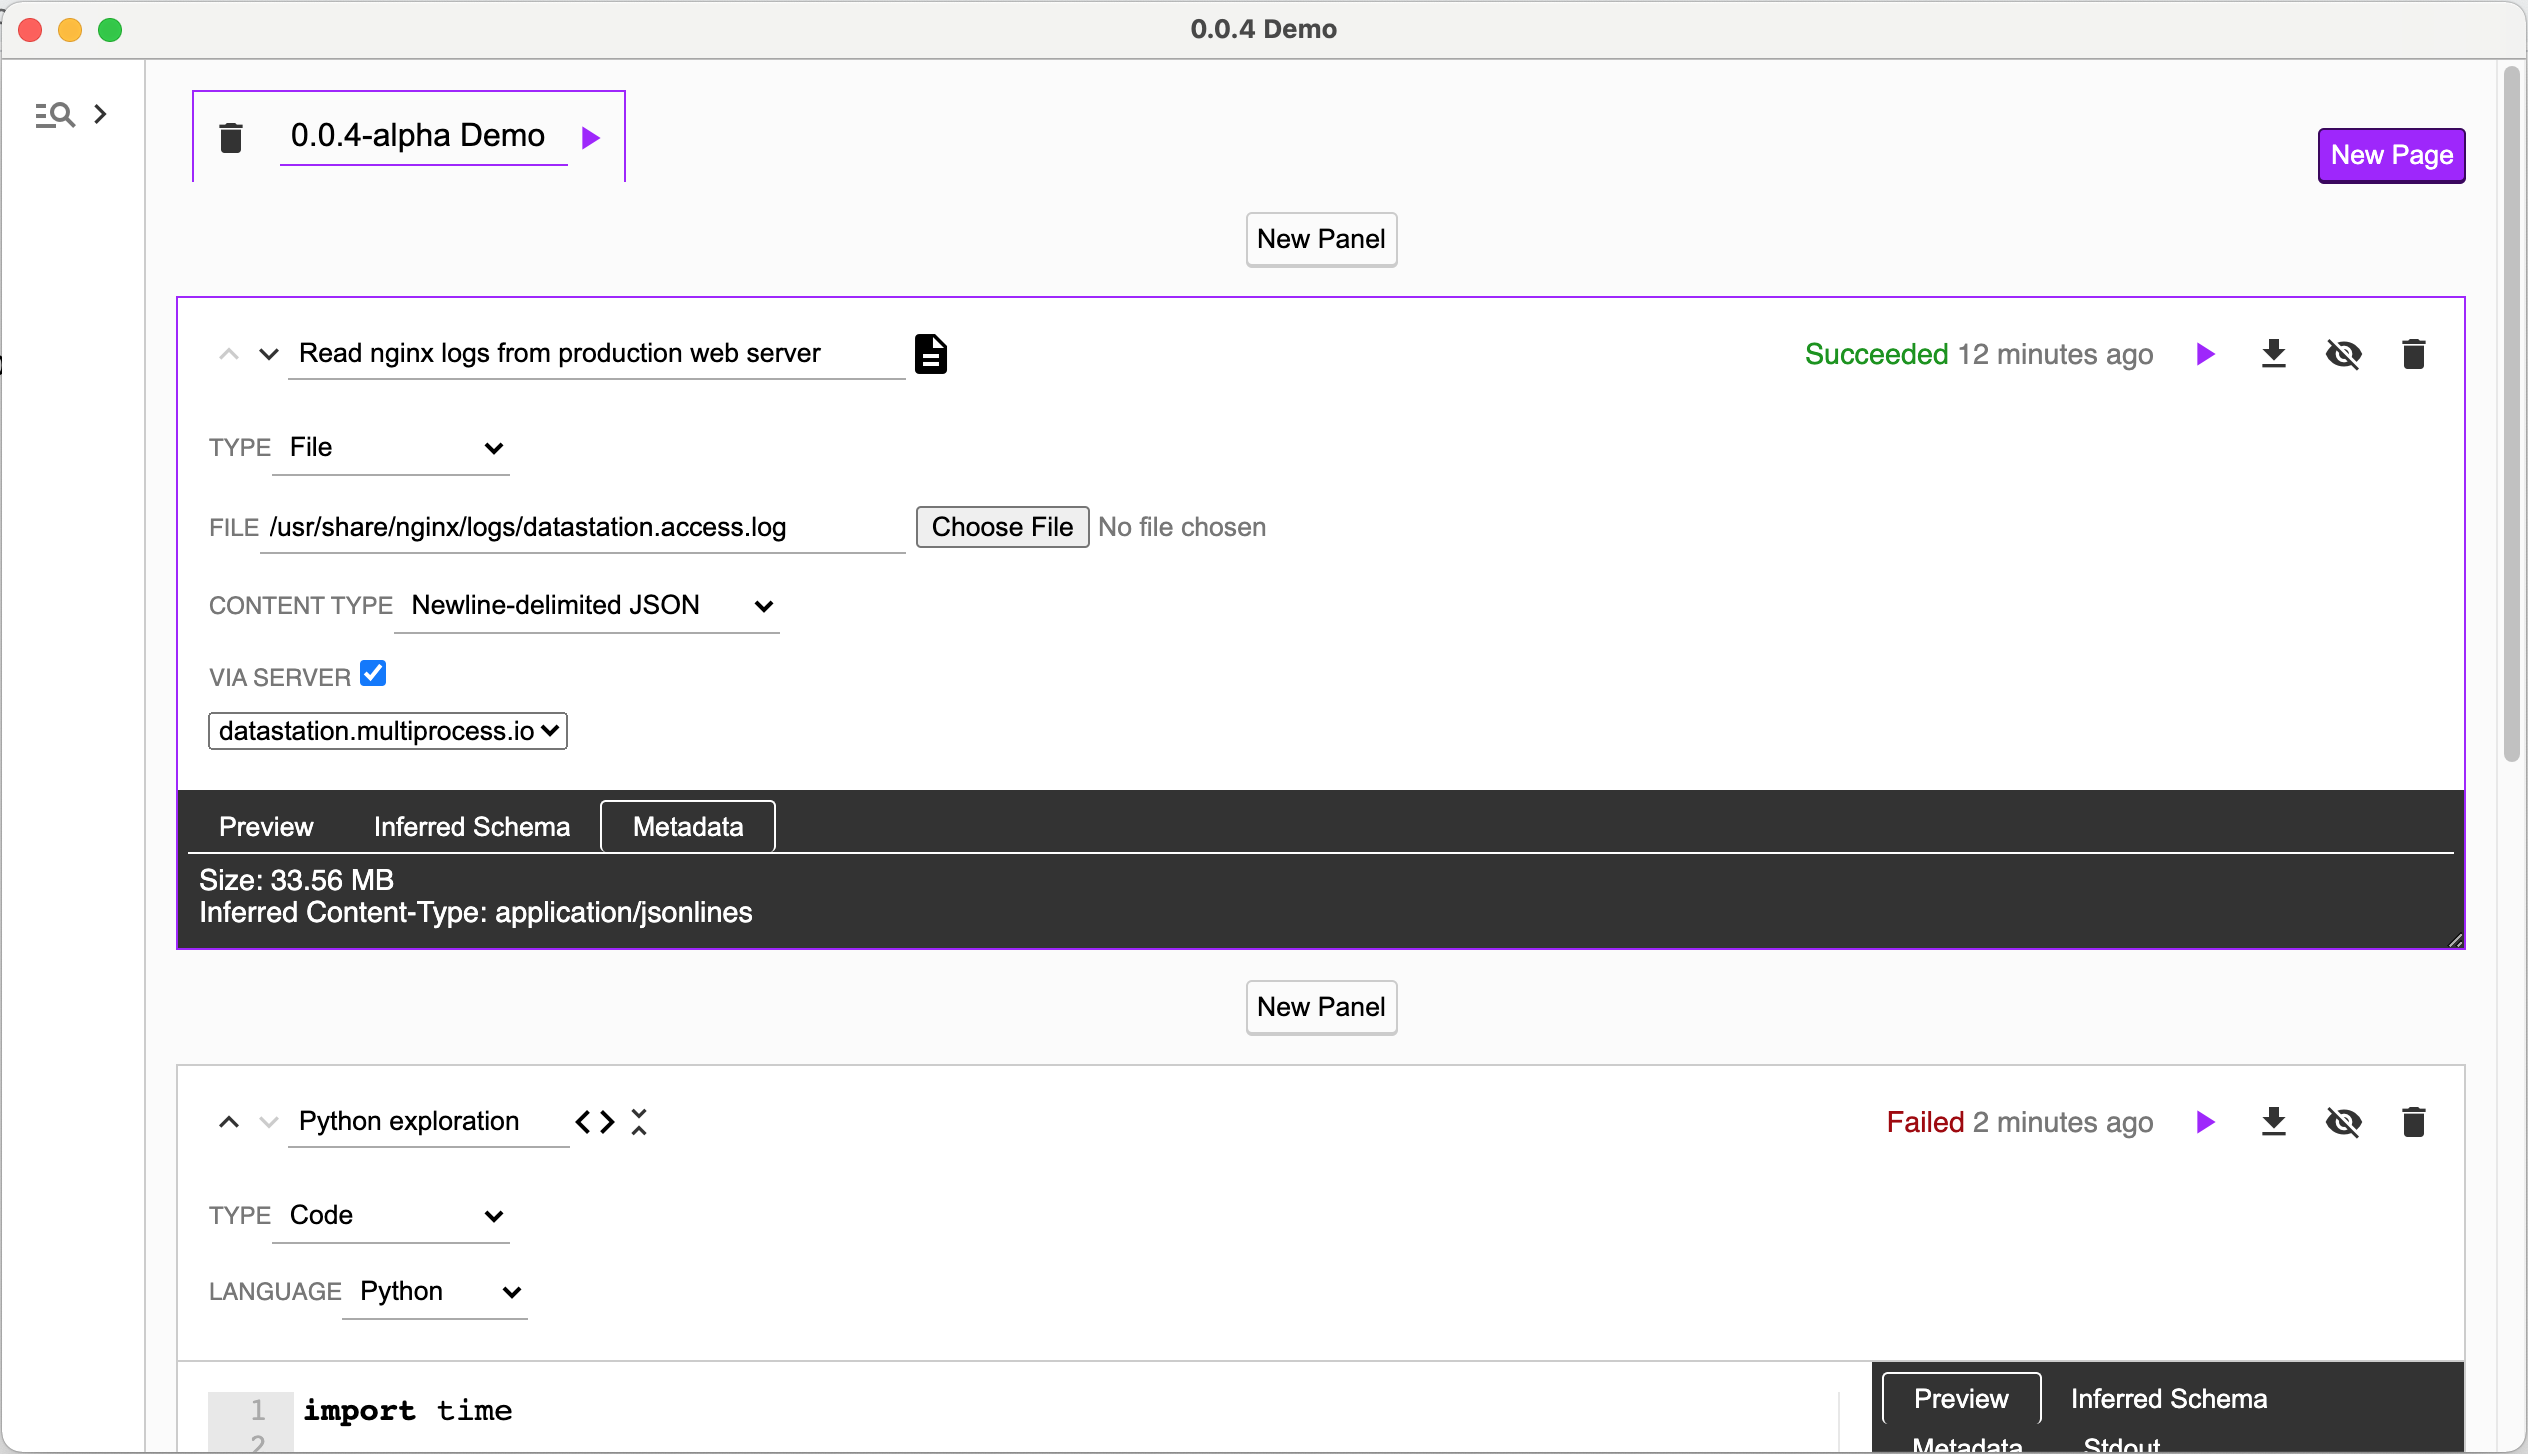 0.0.4 Demo
0.0.4-alpha Demo
New Page
New Panel
Read nginx logs from production web server
Succeeded 12 minutes ago
TYPE File
FILE /usr/share/nginx/logs/datastation.access.log Choose File No file chosen
CONTENT TYPE Newline-delimited JSON
VIA SERVER
datastation.multiprocess.io
Preview Inferred Schema Metadata
Size: 33.56 MB
Inferred Content-Type: application/jsonlines
New Panel
Python exploration
Failed 2 minutes ago
TYPE Code
LANGUAGE Python
1 import time
2
Preview Inferred Schema
Metadata Stdout